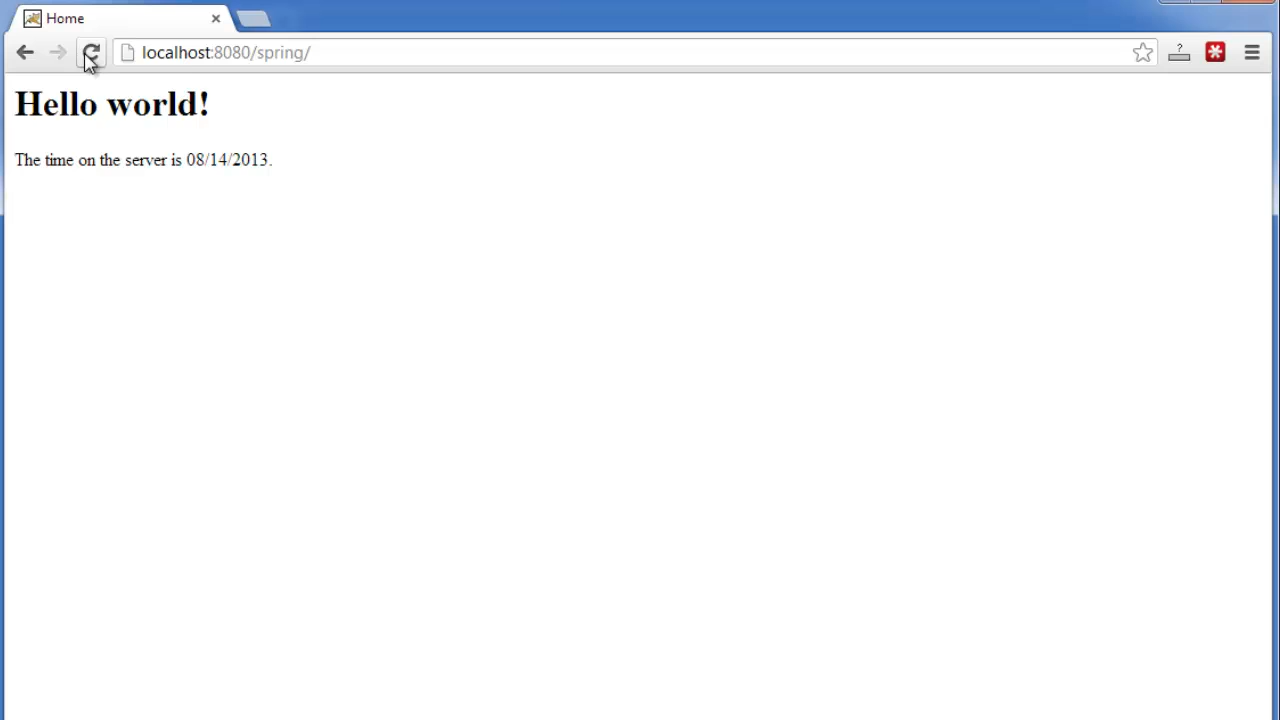 Home
localhost:8080/spring/
?
Hello world!
The time on the server is 08/14/2013.